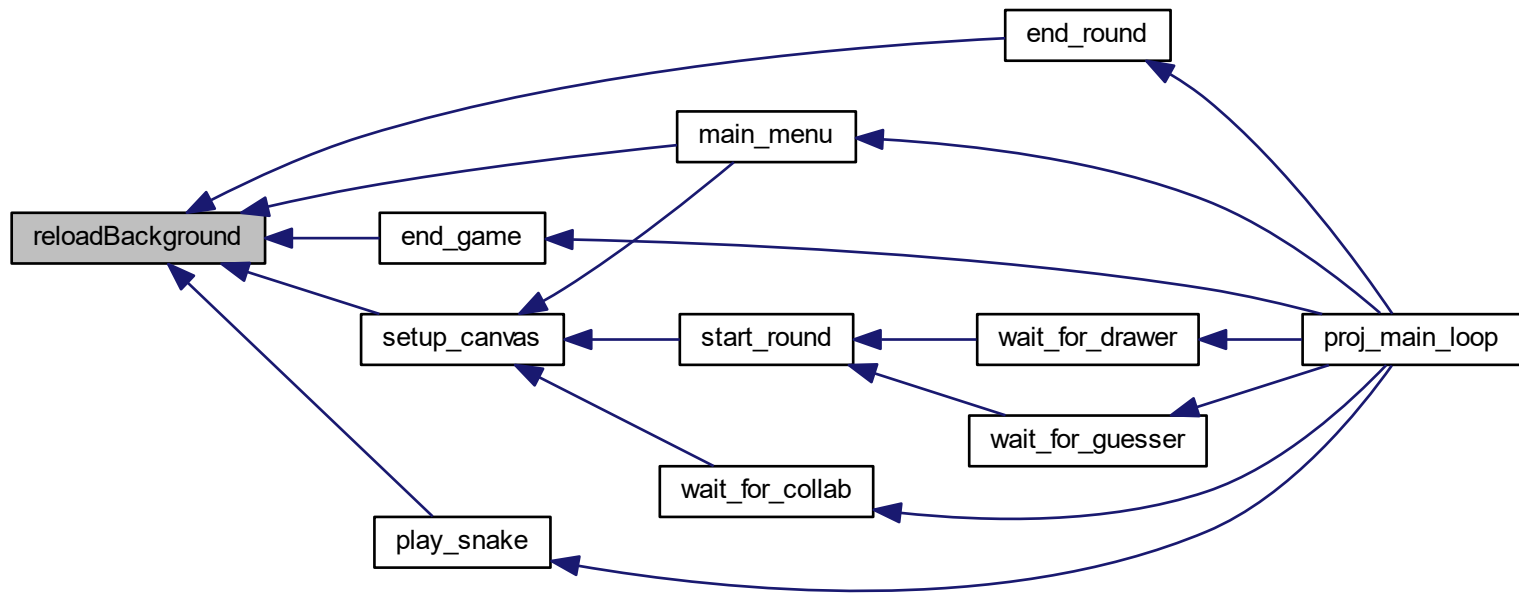 end_round
main_menu
reloadBackground
end_game
setup_canvas
start_round
wait_for_drawer
proj_main_loop
wait_for_guesser
wait_for_collab
play_snake